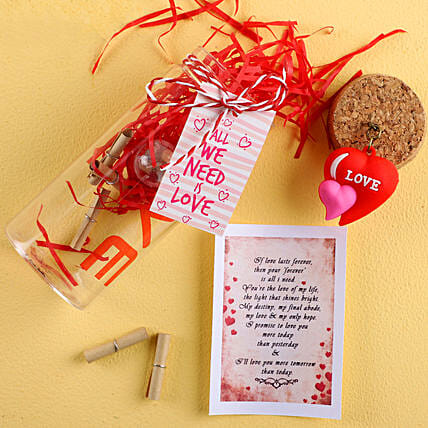 ALL
WE
NEED
is
LOVE
LOVE
If love lasts forever,
then your 'forever'
is all i need
You're the love of my life,
the light that shines bright
My destiny, my final abode,
my love & my only hope.
I promise to love you
more today
than yesterday
&
I'll love you more tomorrow
than today.